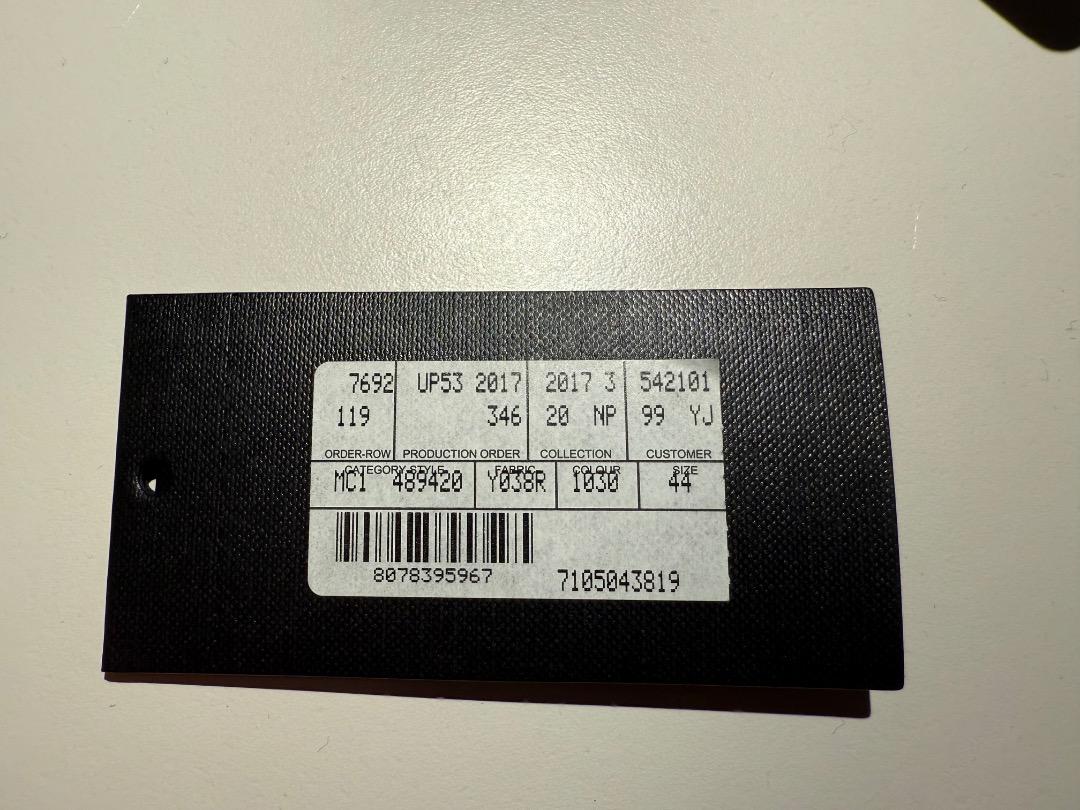 7692 UP53 2017 2017 3 542101
119 346 20 NP 99 YJ
ORDER-ROW PRODUCTION ORDER COLLECTION CUSTOMER
CATEGORY-STYLE FABRIC COLOUR SIZE
MC1 489420 Y038R 1030 44
8078395967 7105043819